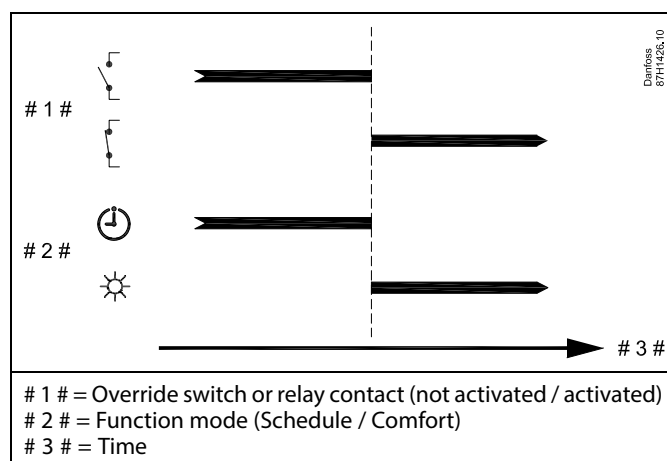 Danfoss
87H1426.10
# 1 #
# 2 #
# 3 #
# 1 # = Override switch or relay contact (not activated / activated)
# 2 # = Function mode (Schedule / Comfort)
# 3 # = Time